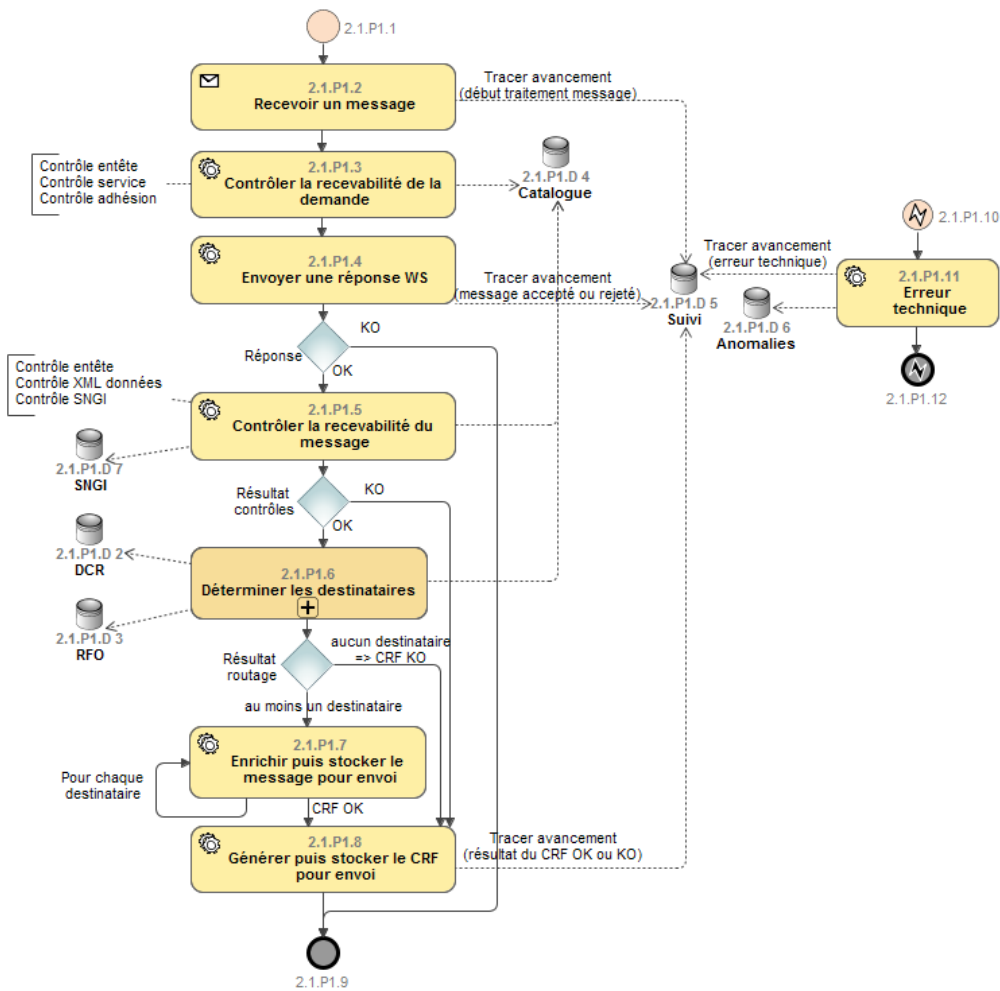 2.1.P1.1
2.1.P1.2
Recevoir un message
Tracer avancement
(début traitement message)
Contrôle entête
Contrôle service
Contrôle adhésion
2.1.P1.3
Contrôler la recevabilité de la
demande
2.1.P1.D 4
Catalogue
2.1.P1.10
2.1.P1.4
Envoyer une réponse WS
Tracer avancement
(message accepté ou rejeté)
Tracer avancement
(erreur technique)
2.1.P1.D 5
Suivi
2.1.P1.11
Erreur
technique
2.1.P1.D 6
Anomalies
2.1.P1.12
Réponse
KO
OK
Contrôle entête
Contrôle XML données
Contrôle SNGI
2.1.P1.5
Contrôler la recevabilité du
message
2.1.P1.D 7
SNGI
Résultat
contrôles
KO
OK
2.1.P1.D 2
DCR
2.1.P1.6
Déterminer les destinataires
2.1.P1.D 3
RFO
Résultat
routage
aucun destinataire
=> CRF KO
au moins un destinataire
2.1.P1.7
Enrichir puis stocker le
message pour envoi
Pour chaque
destinataire
CRF OK
2.1.P1.8
Générer puis stocker le CRF
pour envoi
Tracer avancement
(résultat du CRF OK ou KO)
2.1.P1.9